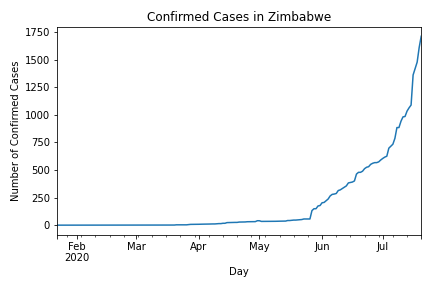 Confirmed Cases in Zimbabwe
1750
1500
1250
1000
750
500
250
0
Number of Confirmed Cases
Feb Mar Apr May Jun Jul
2020
Day